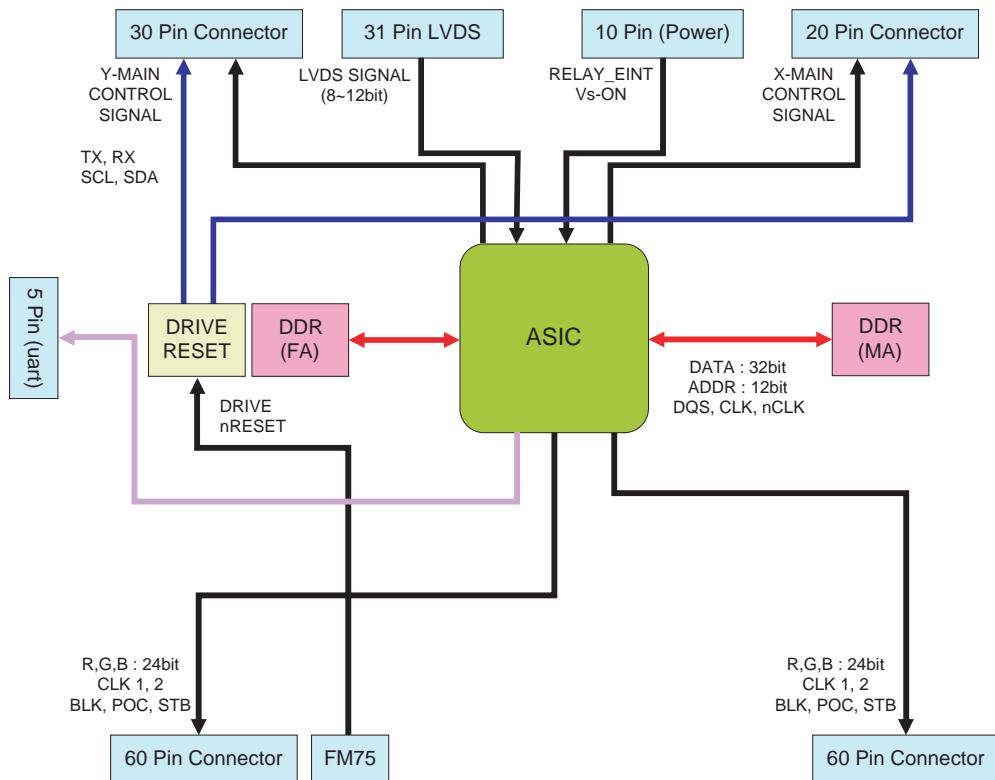 30 Pin Connector
31 Pin LVDS
10 Pin (Power)
20 Pin Connector
Y-MAIN
CONTROL
SIGNAL
TX, RX
SCL, SDA
LVDS SIGNAL
(8~12bit)
RELAY_EINT
Vs-ON
X-MAIN
CONTROL
SIGNAL
5 Pin (uart)
DRIVE
RESET
DDR
(FA)
ASIC
DDR
(MA)
DATA : 32bit
ADDR : 12bit
DQS, CLK, nCLK
DRIVE
nRESET
R,G,B : 24bit
CLK 1, 2
BLK, POC, STB
R,G,B : 24bit
CLK 1, 2
BLK, POC, STB
60 Pin Connector
FM75
60 Pin Connector